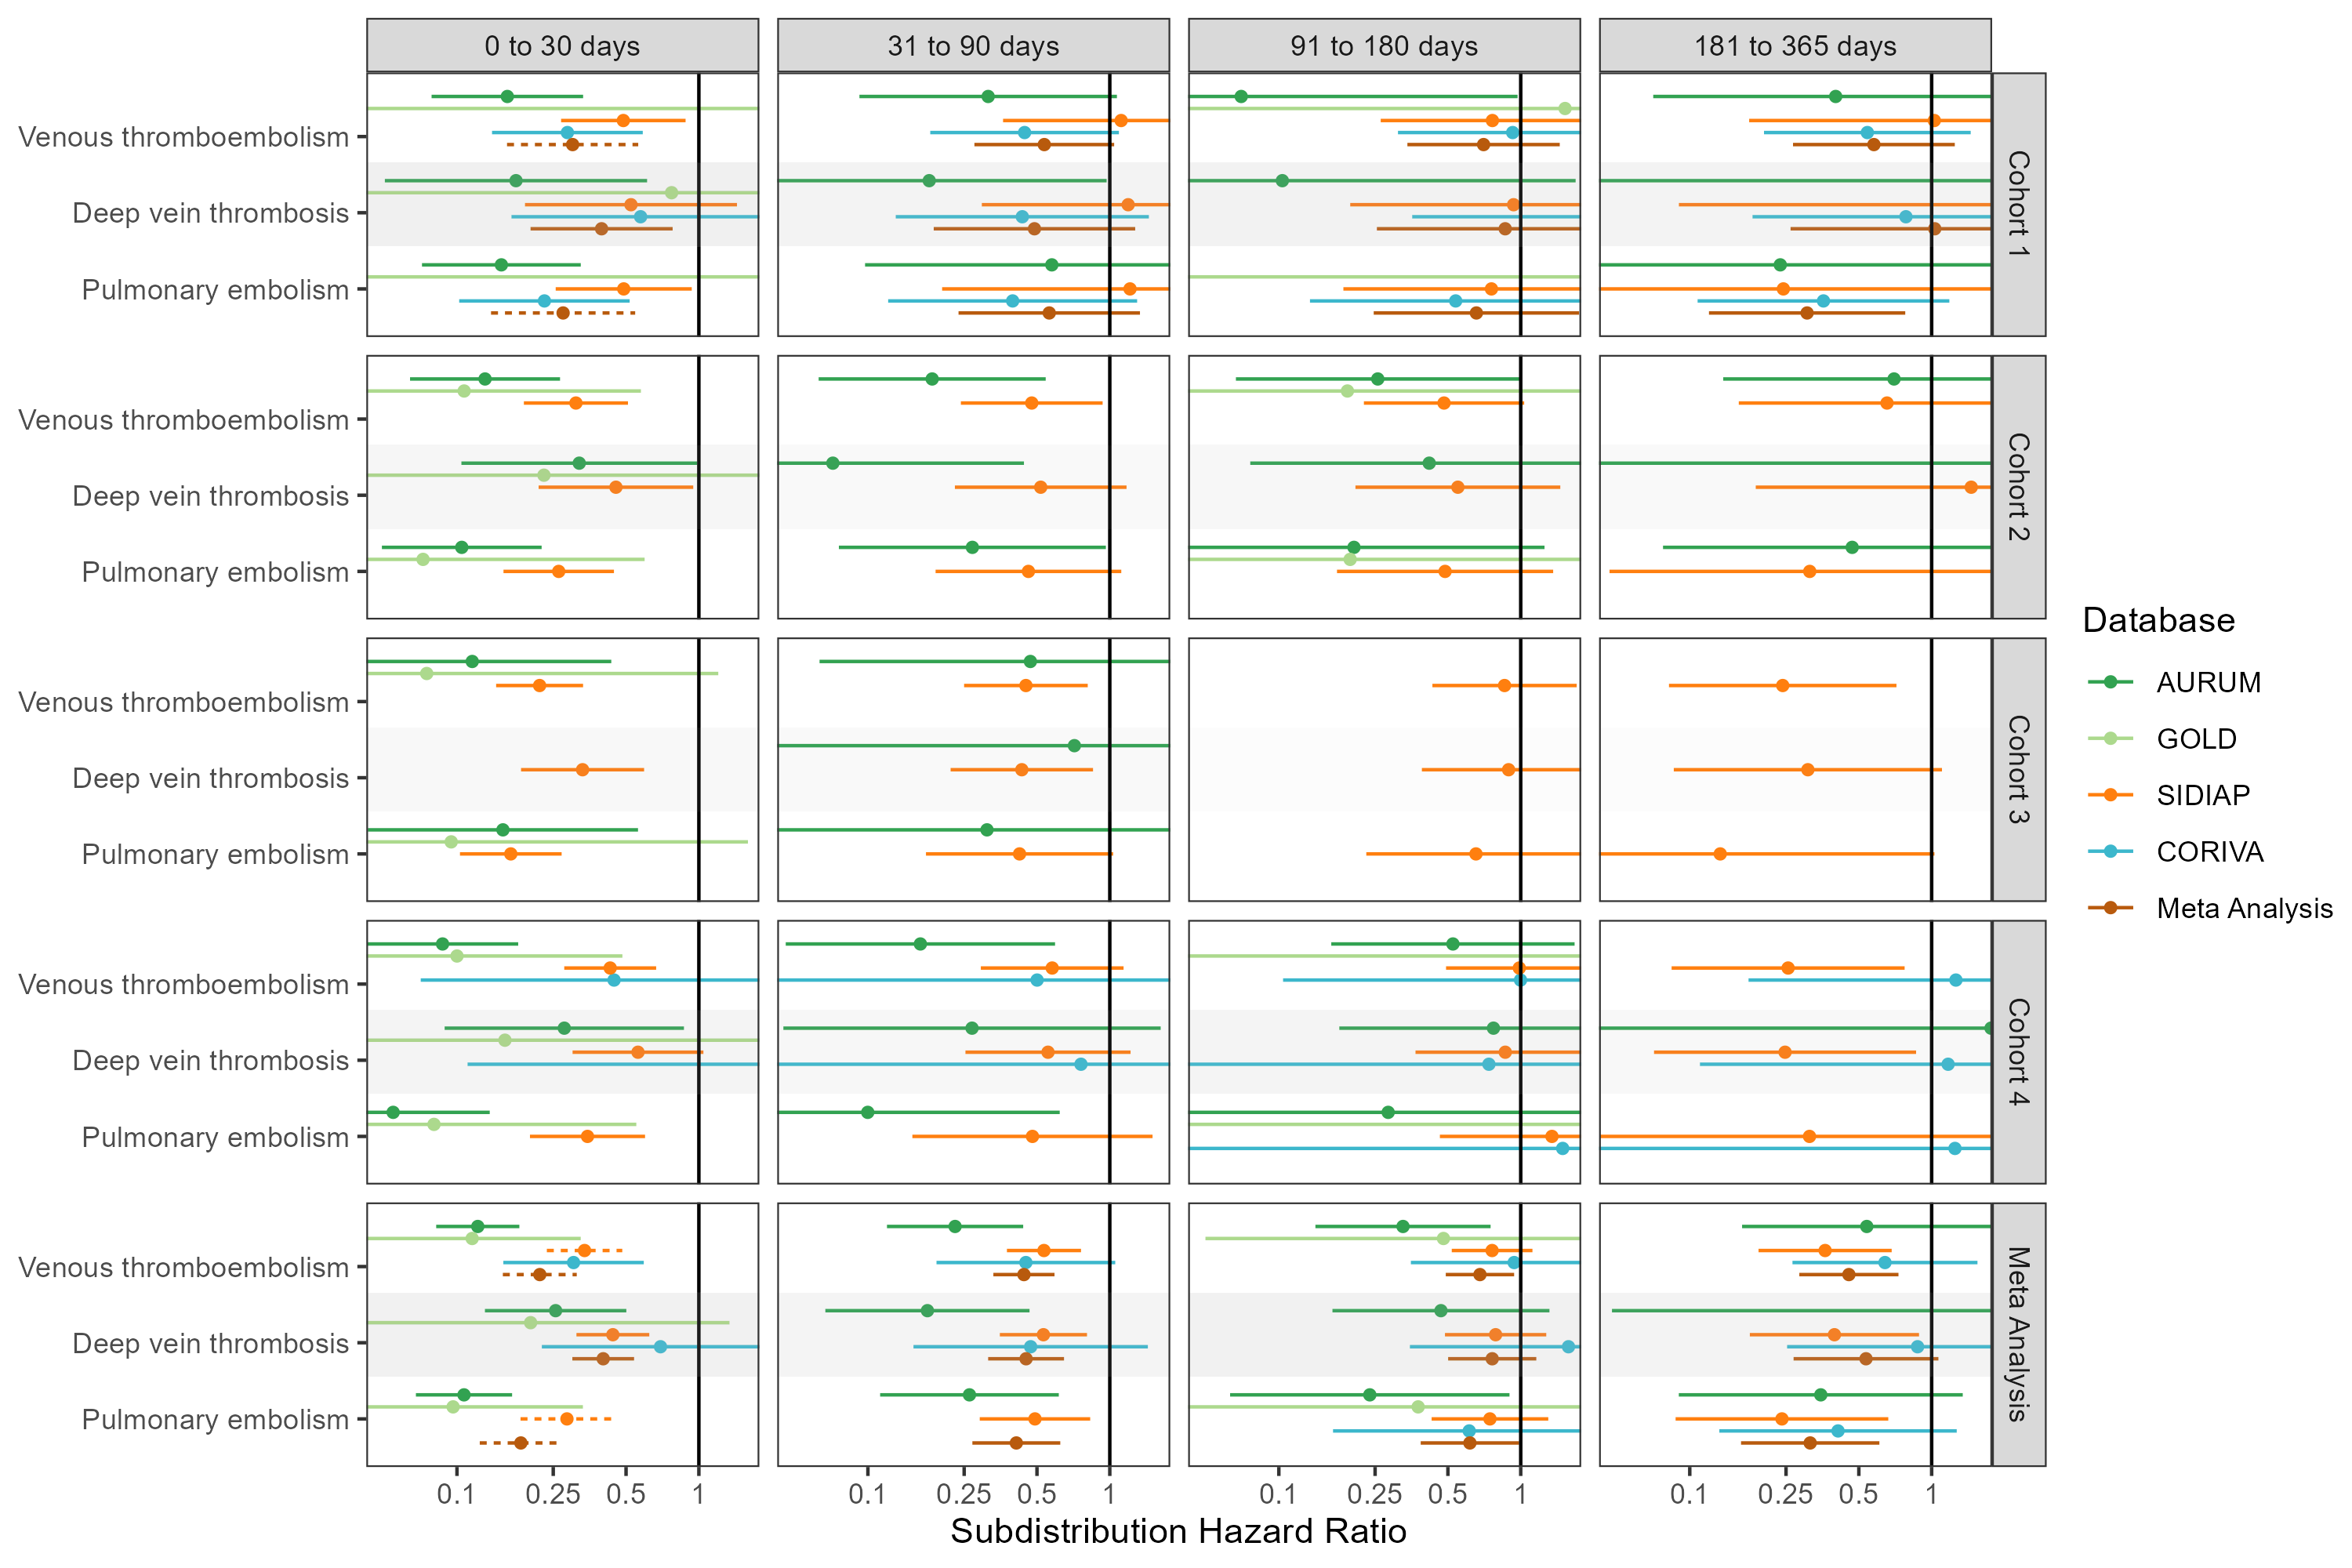 0 to 30 days
31 to 90 days
91 to 180 days
181 to 365 days
Venous thromboembolism
Deep vein thrombosis
Pulmonary embolism
Cohort 1
Venous thromboembolism
Deep vein thrombosis
Pulmonary embolism
Cohort 2
Venous thromboembolism
Deep vein thrombosis
Pulmonary embolism
Cohort 3
Venous thromboembolism
Deep vein thrombosis
Pulmonary embolism
Cohort 4
Venous thromboembolism
Deep vein thrombosis
Pulmonary embolism
Meta Analysis
0.1 0.25 0.5 1
0.1 0.25 0.5 1
0.1 0.25 0.5 1
0.1 0.25 0.5 1
Subdistribution Hazard Ratio
Database
AURUM
GOLD
SIDIAP
CORIVA
Meta Analysis